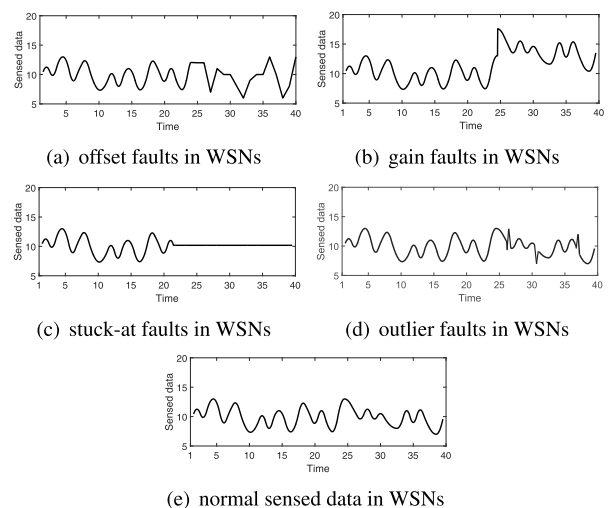 20
15
10
5
Sensed data
1 5 10 15 20 25 30 35 40
Time
(a) offset faults in WSNs
20
15
10
5
Sensed data
1 5 10 15 20 25 30 35 40
Time
(b) gain faults in WSNs
20
15
10
5
Sensed data
1 5 10 15 20 25 30 35 40
Time
(c) stuck-at faults in WSNs
20
15
10
5
Sensed data
1 5 10 15 20 25 30 35 40
Time
(d) outlier faults in WSNs
20
15
10
5
Sensed data
1 5 10 15 20 25 30 35 40
Time
(e) normal sensed data in WSNs